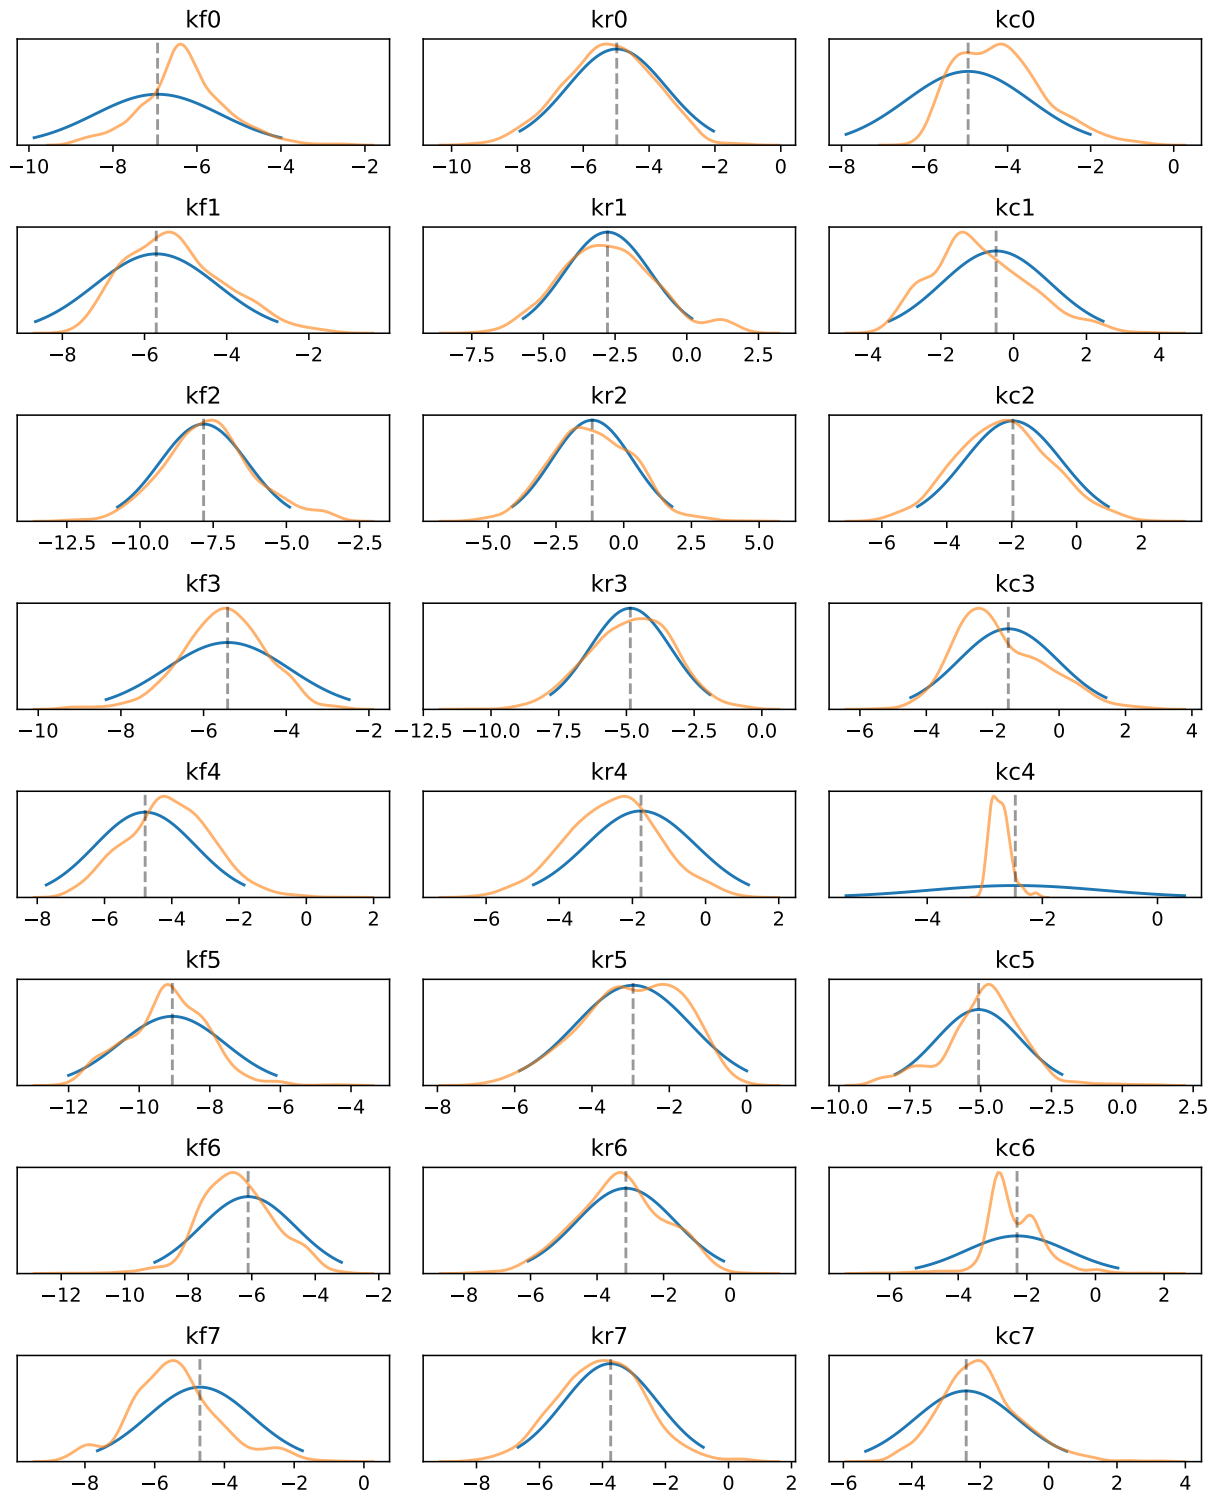 kf0 kr0 kc0
−10 −8 −6 −4 −2 −10 −8 −6 −4 −2 0 −8 −6 −4 −2 0
kf1 kr1 kc1
−8 −6 −4 −2 −7.5 −5.0 −2.5 0.0 2.5 −4 −2 0 2 4
kf2 kr2 kc2
−12.5 −10.0 −7.5 −5.0 −2.5 −5.0 −2.5 0.0 2.5 5.0 −6 −4 −2 0 2
kf3 kr3 kc3
−10 −8 −6 −4 −2 −12.5 −10.0 −7.5 −5.0 −2.5 0.0 −6 −4 −2 0 2 4
kf4 kr4 kc4
−8 −6 −4 −2 0 2 −6 −4 −2 0 2 −4 −2 0
kf5 kr5 kc5
−12 −10 −8 −6 −4 −8 −6 −4 −2 0 −10.0 −7.5 −5.0 −2.5 0.0 2.5
kf6 kr6 kc6
−12 −10 −8 −6 −4 −2 −8 −6 −4 −2 0 −6 −4 −2 0 2
kf7 kr7 kc7
−8 −6 −4 −2 0 −8 −6 −4 −2 0 2 −6 −4 −2 0 2 4